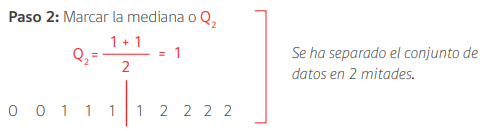 Paso 2: Marcar la mediana o Q₂
Q₂ = (1 + 1)/2 = 1
0 0 1 1 1 | 1 2 2 2 2
Se ha separado el conjunto de
datos en 2 mitades.